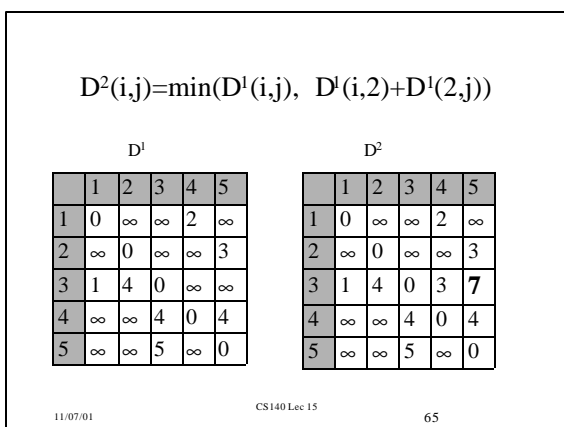 D²(i,j)=min(D¹(i,j), D¹(i,2)+D¹(2,j))
D¹
1 2 3 4 5
1 0 ∞ ∞ 2 ∞
2 ∞ 0 ∞ ∞ 3
3 1 4 0 ∞ ∞
4 ∞ ∞ 4 0 4
5 ∞ ∞ 5 ∞ 0
D²
1 2 3 4 5
1 0 ∞ ∞ 2 ∞
2 ∞ 0 ∞ ∞ 3
3 1 4 0 3 7
4 ∞ ∞ 4 0 4
5 ∞ ∞ 5 ∞ 0
11/07/01
CS140 Lec 15
65